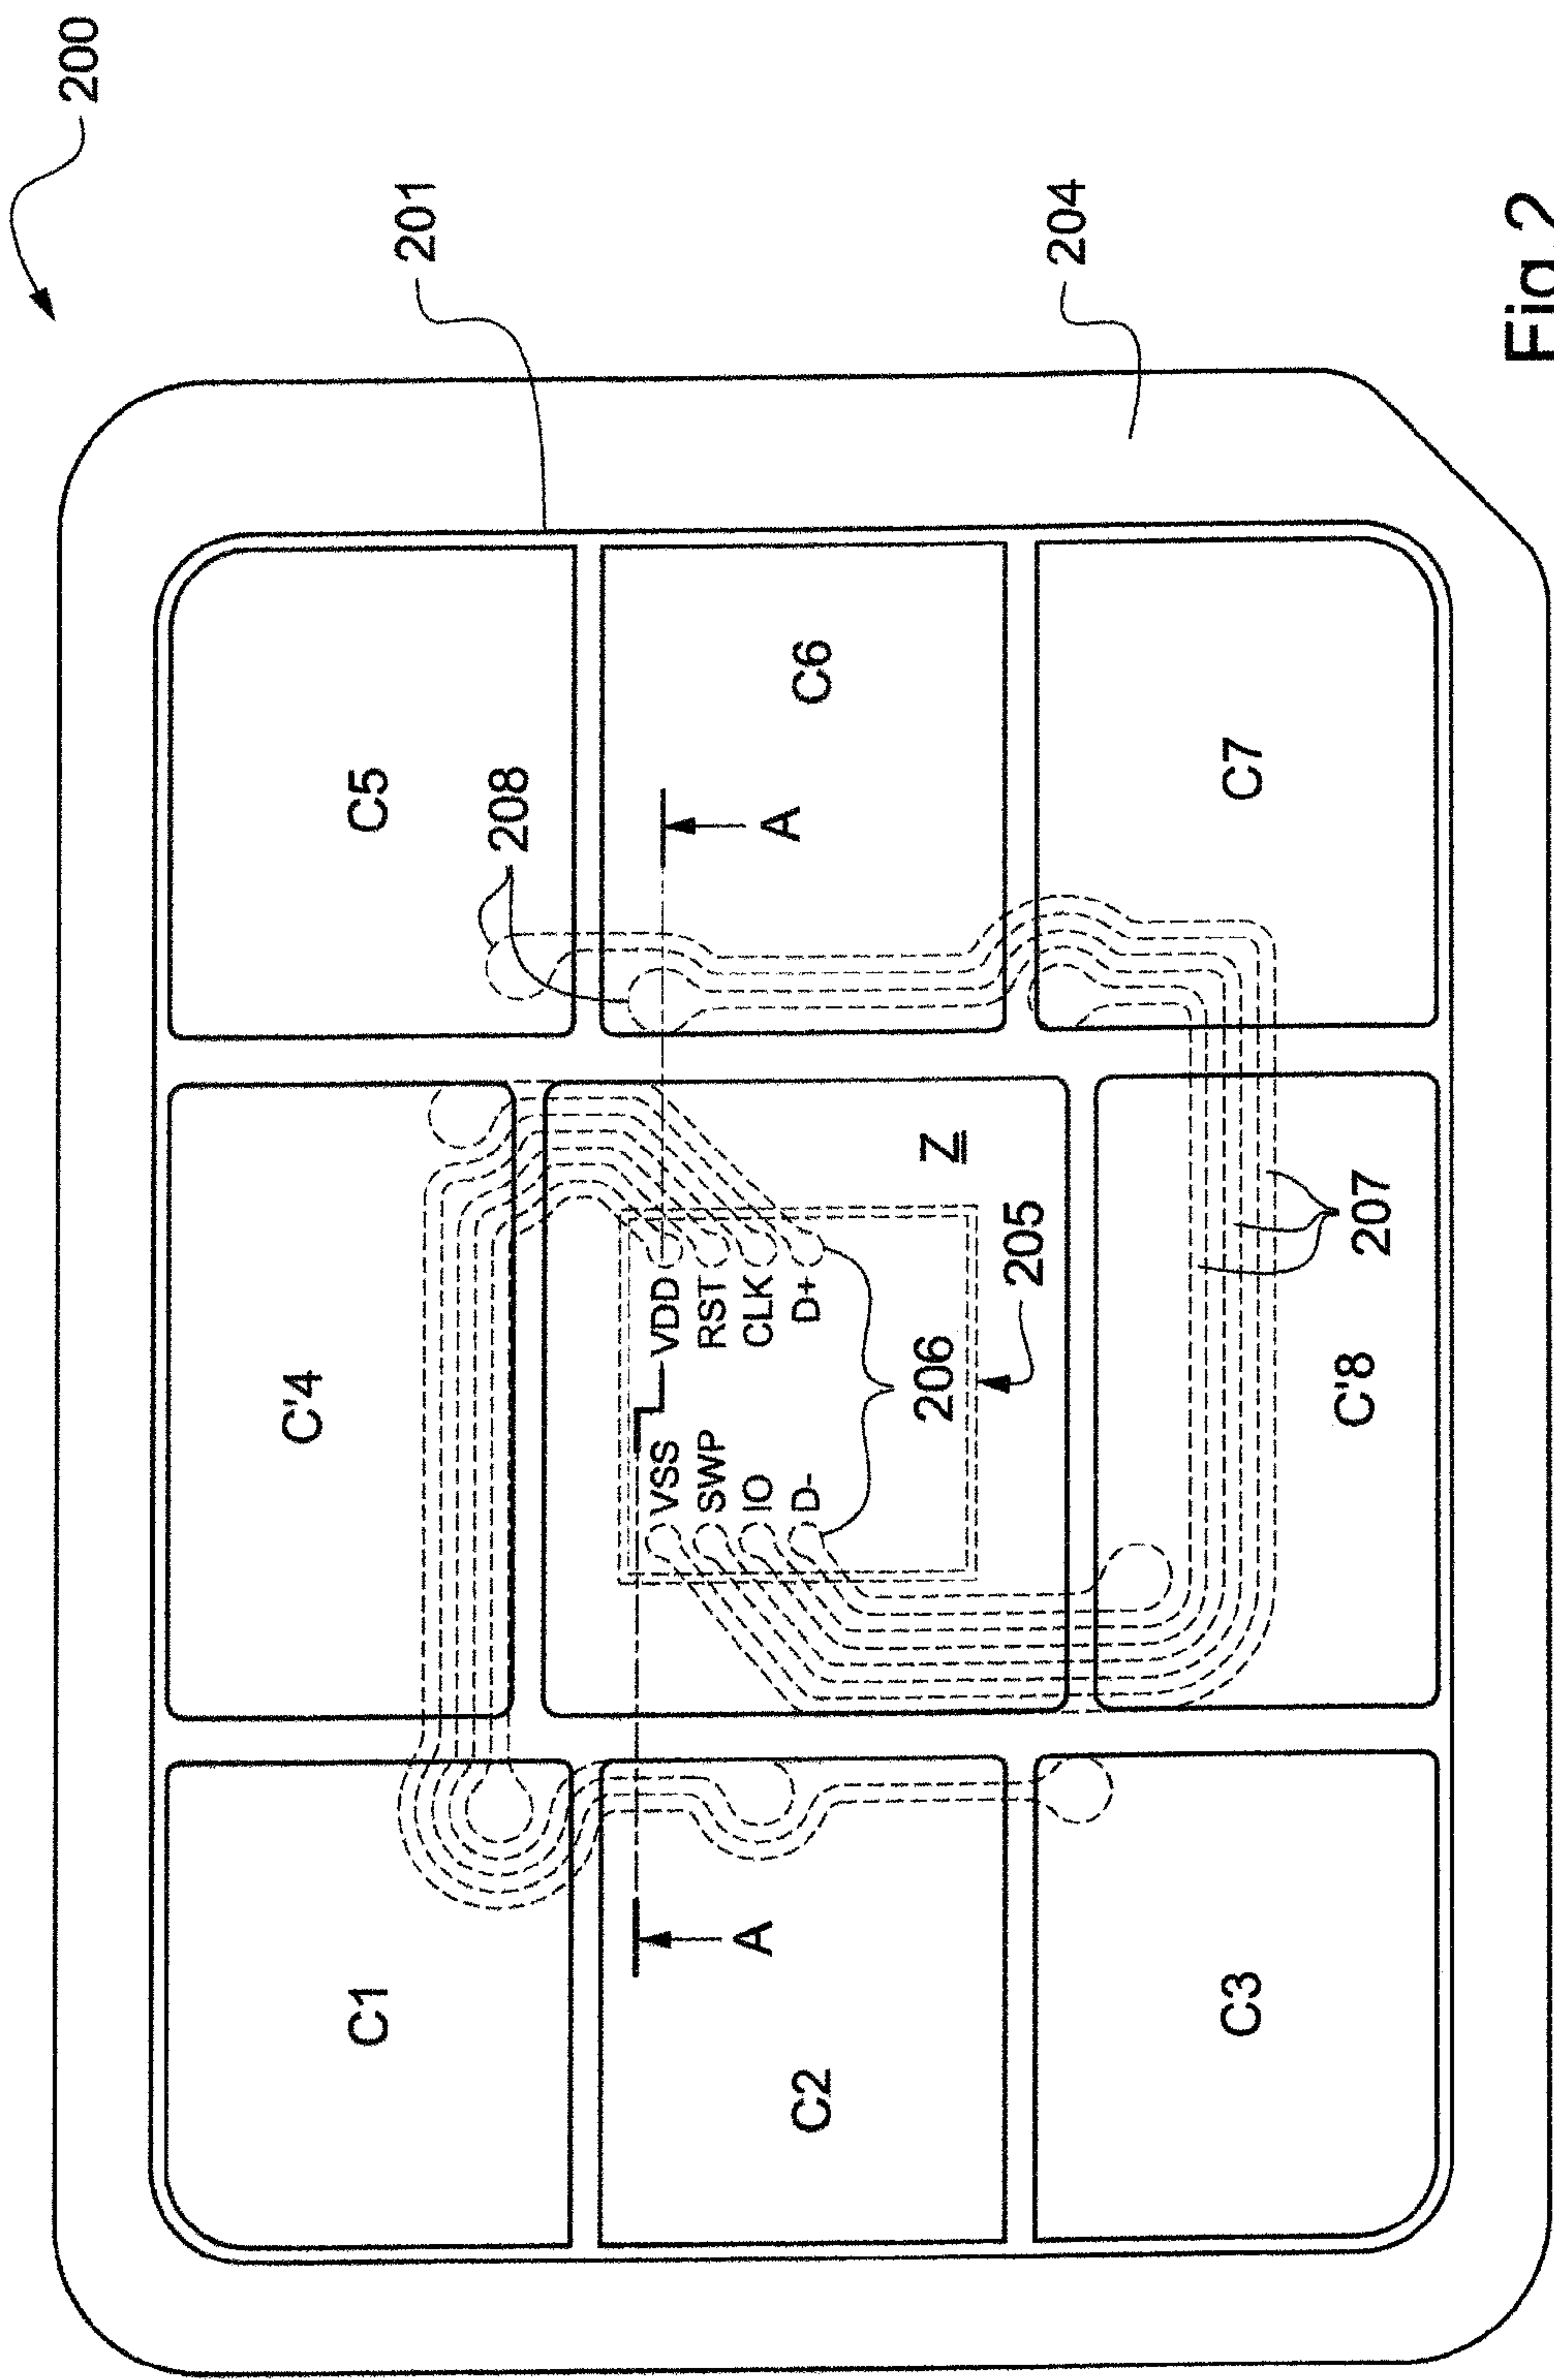 200
201
204
C1
C'4
C5
208
VSS
VDD
SWP
RST
IO
CLK
D-
D+
A
A
C2
206
Z
C6
205
C3
C'8
C7
207
Fig.2